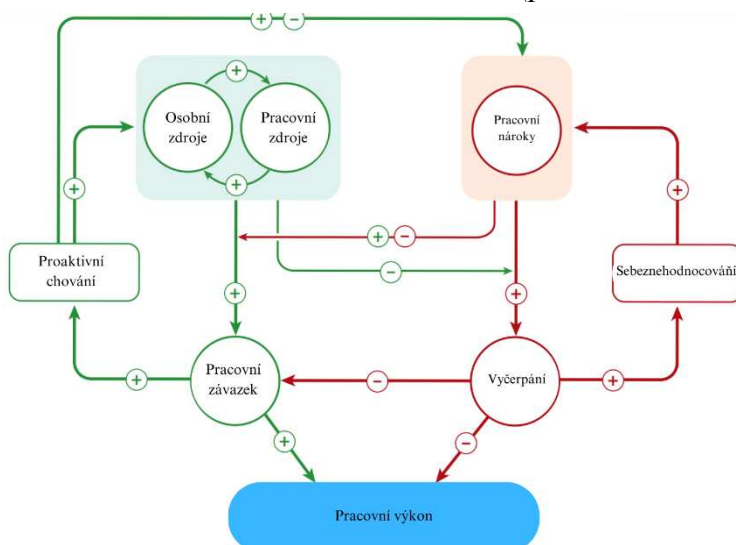 + −
+
Osobní
zdroje
Pracovní
zdroje
+
Pracovní
nároky
+
+
+ −
−
Proaktivní
chování
Sebeznehodnocování
+
+
Pracovní
závazek
Vyčerpání
+
−
+
+
−
Pracovní výkon